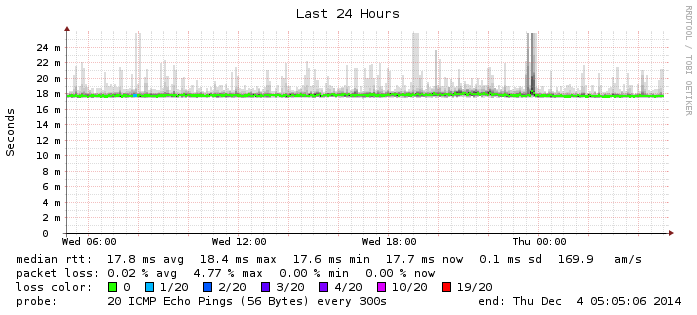 Last 24 Hours
RRDTOOL / TOBI OETIKER
Seconds
24 m
22 m
20 m
18 m
16 m
14 m
12 m
10 m
8 m
6 m
4 m
2 m
0
Wed 06:00 Wed 12:00 Wed 18:00 Thu 00:00
median rtt: 17.8 ms avg 18.4 ms max 17.6 ms min 17.7 ms now 0.1 ms sd 169.9 am/s
packet loss: 0.02 % avg 4.77 % max 0.00 % min 0.00 % now
loss color: 0 1/20 2/20 3/20 4/20 10/20 19/20
probe: 20 ICMP Echo Pings (56 Bytes) every 300s end: Thu Dec 4 05:05:06 2014